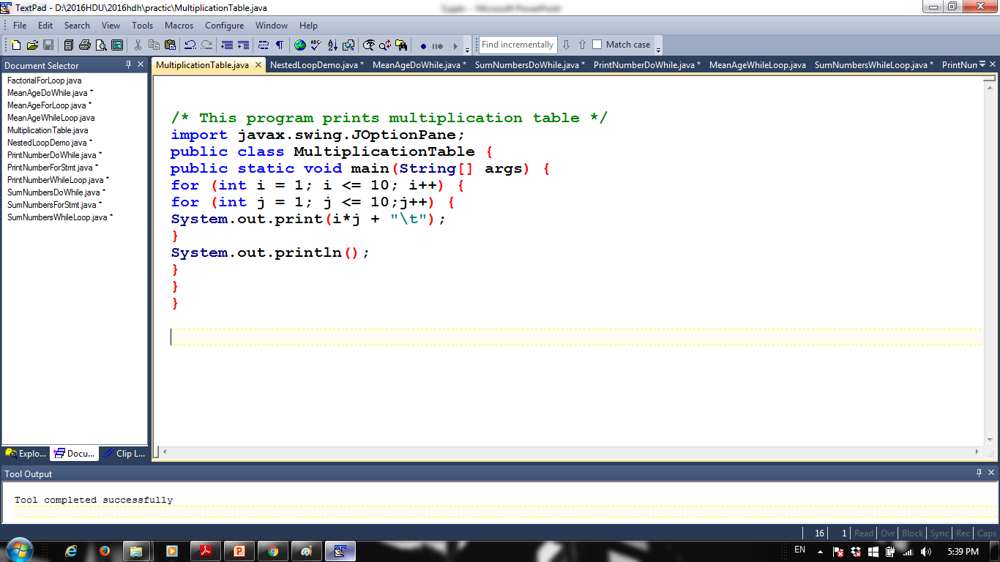 TextPad - D:\2016HDU\2016hdh\practic\MultiplicationTable.java
File Edit Search View Tools Macros Configure Window Help
Find incrementally Match case
Document Selector
MultiplicationTable.java NestedLoopDemo.java * MeanAgeDoWhile.java * SumNumbersDoWhile.java * PrintNumberDoWhile.java * MeanAgeWhileLoop.java SumNumbersWhileLoop.java * PrintNum
FactorialForLoop.java
MeanAgeDoWhile.java *
MeanAgeForLoop.java *
MeanAgeWhileLoop.java
MultiplicationTable.java
NestedLoopDemo.java *
PrintNumberDoWhile.java *
PrintNumberForStmt.java *
PrintNumberWhileLoop.java *
SumNumbersDoWhile.java *
SumNumbersForStmt.java *
SumNumbersWhileLoop.java *
/* This program prints multiplication table */
import javax.swing.JOptionPane;
public class MultiplicationTable {
public static void main(String[] args) {
for (int i = 1; i <= 10; i++) {
for (int j = 1; j <= 10;j++) {
System.out.print(i*j + "\t");
}
System.out.println();
}
}
}
Explo... Docu... Clip L...
Tool Output
Tool completed successfully
16 1 Read Ovr Block Sync Rec Caps
EN 5:39 PM